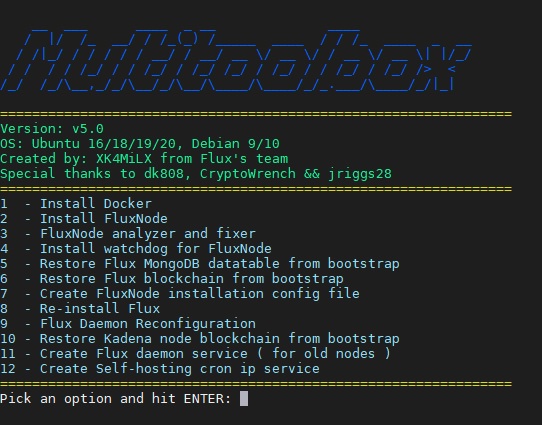 Multitoolbox
================================================================
Version: v5.0
OS: Ubuntu 16/18/19/20, Debian 9/10
Created by: XK4MiLX from Flux's team
Special thanks to dk808, CryptoWrench && jriggs28
================================================================
1  - Install Docker
2  - Install FluxNode
3  - FluxNode analyzer and fixer
4  - Install watchdog for FluxNode
5  - Restore Flux MongoDB datatable from bootstrap
6  - Restore Flux blockchain from bootstrap
7  - Create FluxNode installation config file
8  - Re-install Flux
9  - Flux Daemon Reconfiguration
10 - Restore Kadena node blockchain from bootstrap
11 - Create Flux daemon service ( for old nodes )
12 - Create Self-hosting cron ip service
================================================================
Pick an option and hit ENTER: